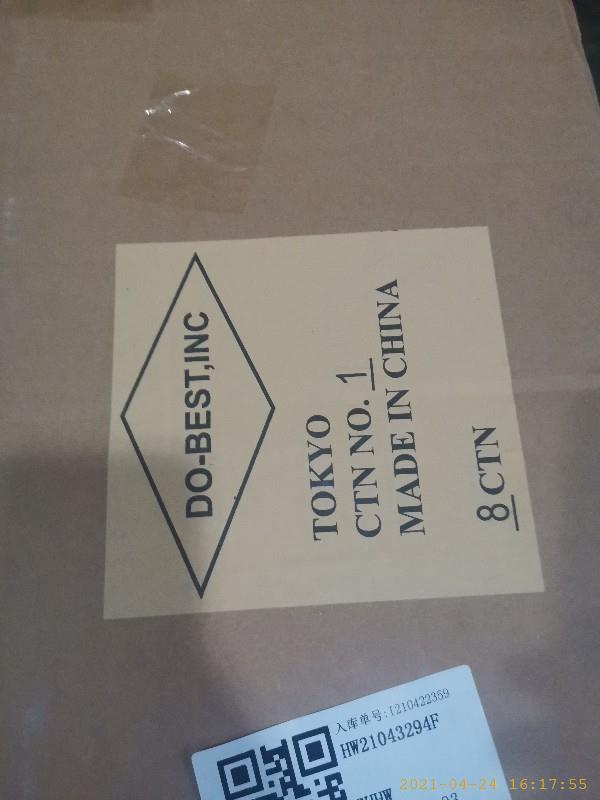 DO-BEST,INC
TOKYO
CTN NO. 1
MADE IN CHINA
8 CTN
入库单号:I210422359
HW21043294F
2021-04-24 16:17:55